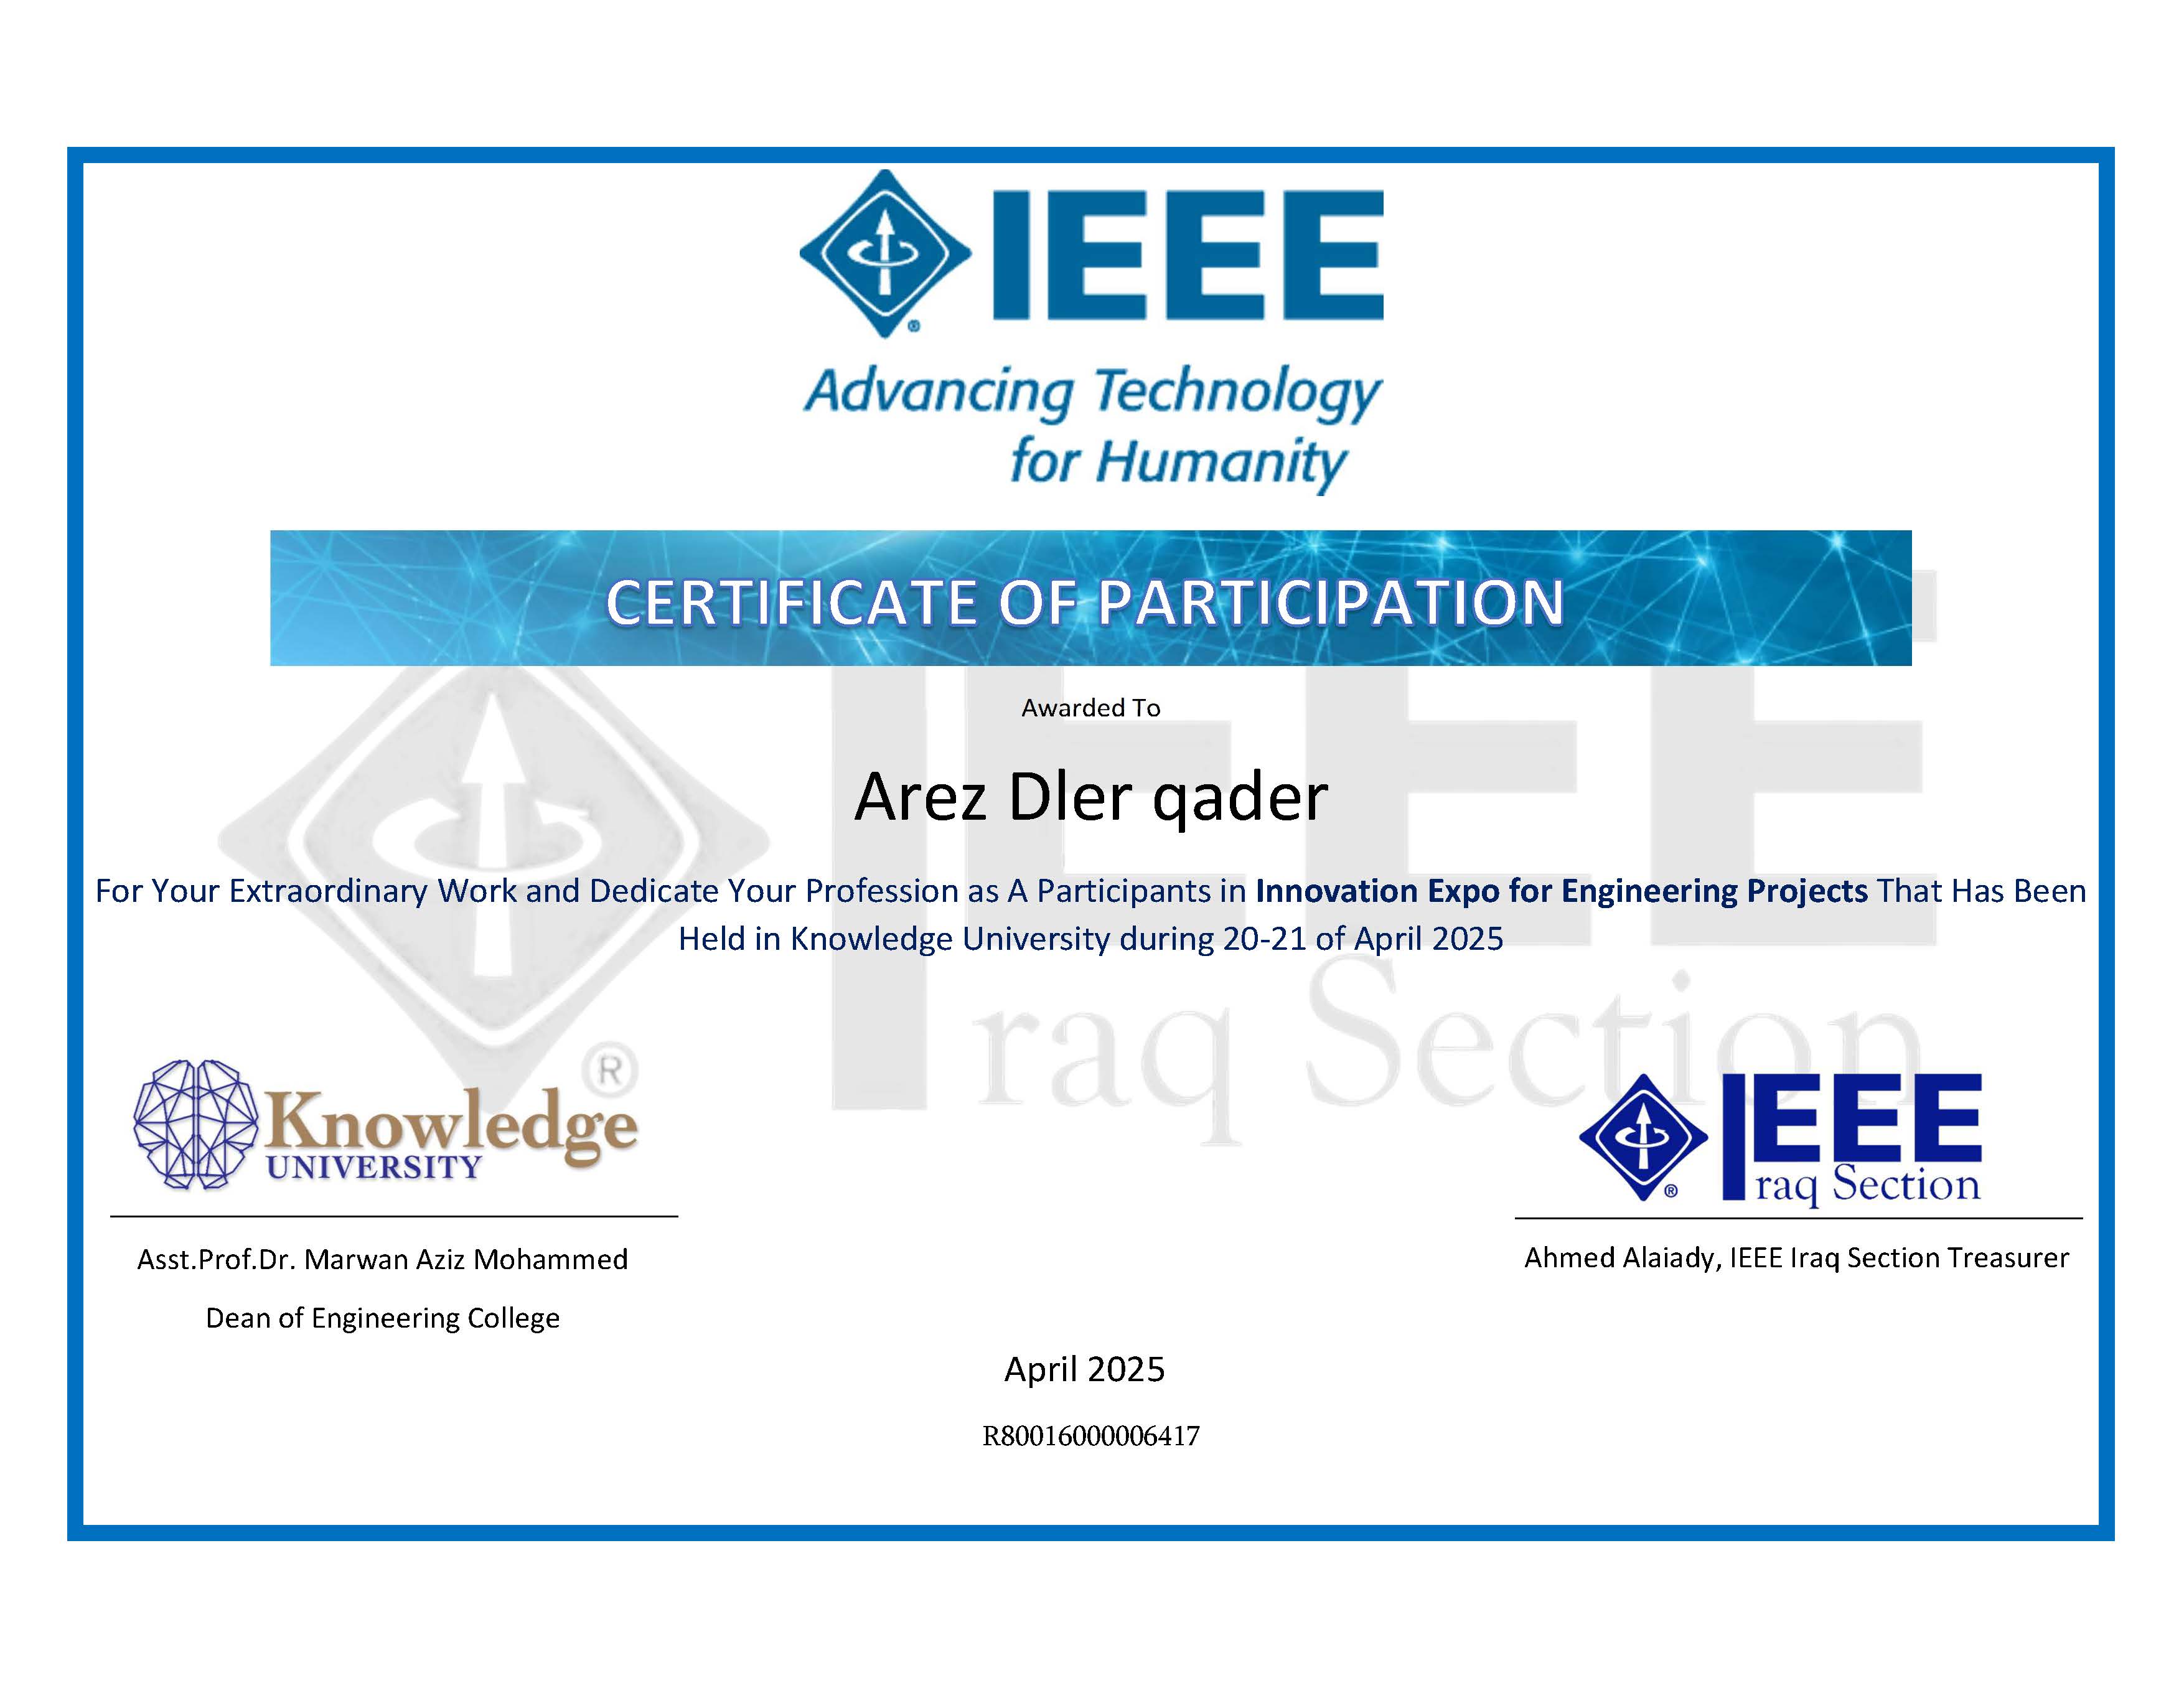 IEEE
Advancing Technology
for Humanity
CERTIFICATE OF PARTICIPATION
Awarded To
Arez Dler qader
For Your Extraordinary Work and Dedicate Your Profession as A Participants in Innovation Expo for Engineering Projects That Has Been
Held in Knowledge University during 20-21 of April 2025
IEEE
Iraq Section
®
Knowledge
UNIVERSITY
IEEE
Iraq Section
®
Asst.Prof.Dr. Marwan Aziz Mohammed
Dean of Engineering College
Ahmed Alaiady, IEEE Iraq Section Treasurer
April 2025
R80016000006417